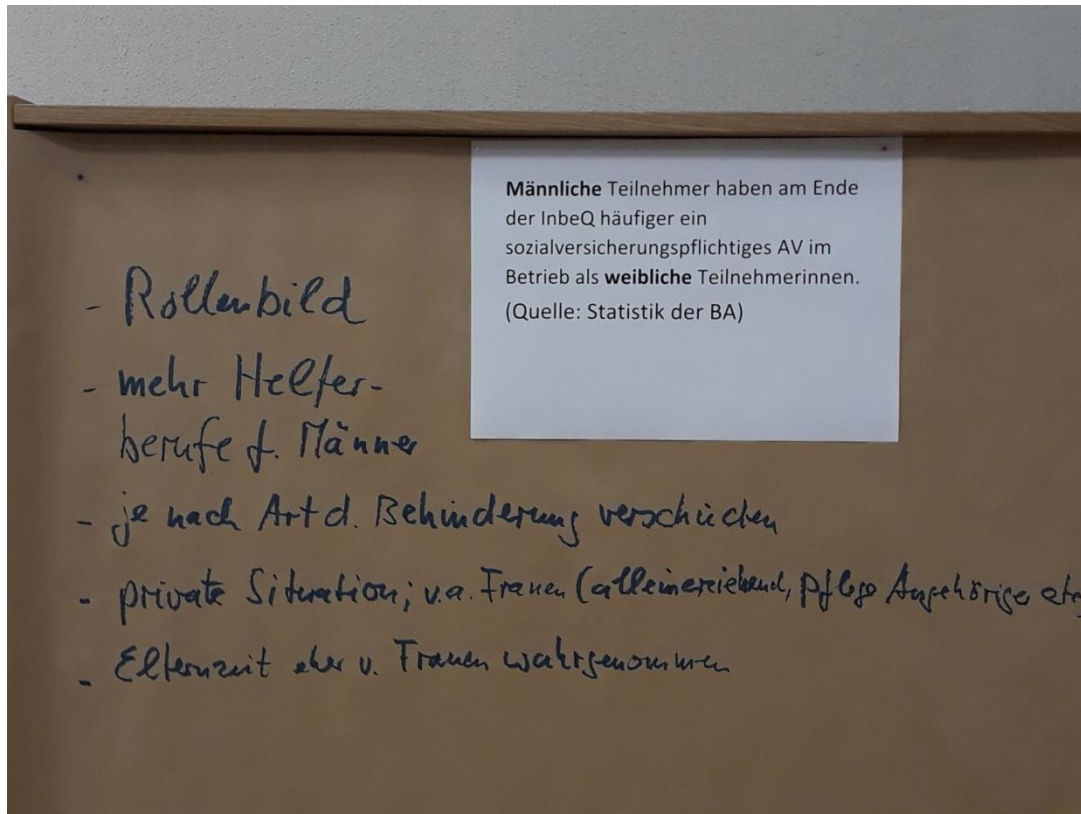 Männliche Teilnehmer haben am Ende
der InbeQ häufiger ein
sozialversicherungspflichtiges AV im
Betrieb als weibliche Teilnehmerinnen.
(Quelle: Statistik der BA)
- Rollenbild
- mehr Helfer-
berufe f. Männer
- je nach Art d. Behinderung verschieden
- private Situation; v.a. Frauen (alleinerziehend, Pflege Angehörige etc
- Elternzeit eher v. Frauen wahrgenommen